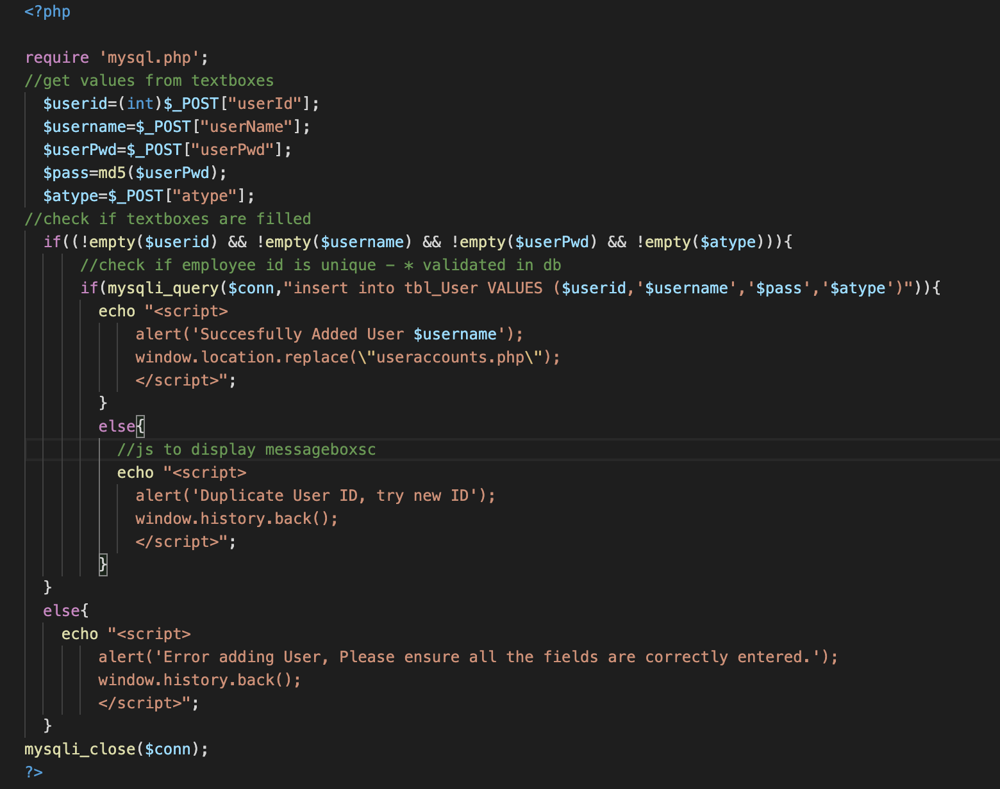 <?php
require 'mysql.php';
//get values from textboxes
$userid=(int)$_POST["userId"];
$username=$_POST["userName"];
$userPwd=$_POST["userPwd"];
$pass=md5($userPwd);
$atype=$_POST["atype"];
//check if textboxes are filled
if((!empty($userid) && !empty($username) && !empty($userPwd) && !empty($atype))){
//check if employee id is unique - * validated in db
if(mysqli_query($conn,"insert into tbl_User VALUES ($userid,'$username','$pass','$atype')")){
echo "<script>
alert('Succesfully Added User $username');
window.location.replace(\"useraccounts.php\");
</script>";
}
else{
//js to display messageboxsc
echo "<script>
alert('Duplicate User ID, try new ID');
window.history.back();
</script>";
}
}
else{
echo "<script>
alert('Error adding User, Please ensure all the fields are correctly entered.');
window.history.back();
</script>";
}
mysqli_close($conn);
?>